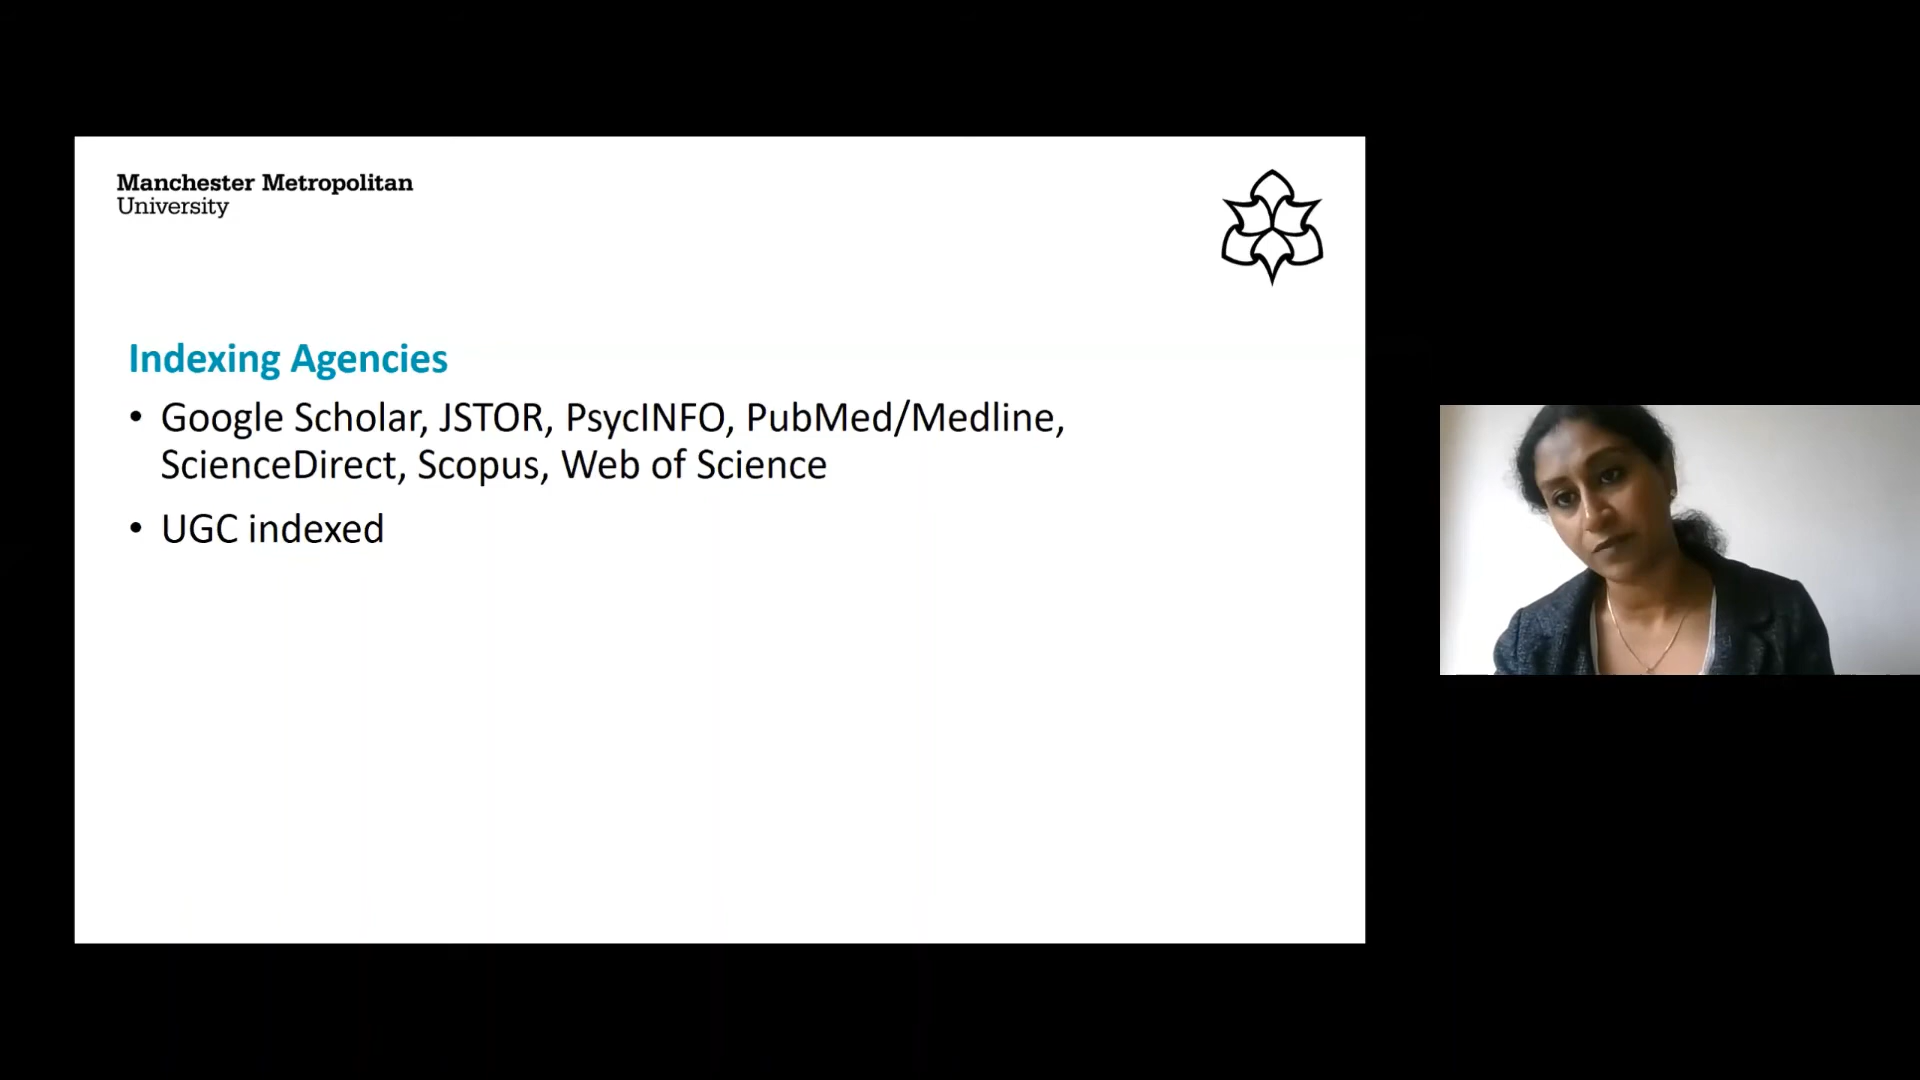 Manchester Metropolitan
University
Indexing Agencies
• Google Scholar, JSTOR, PsycINFO, PubMed/Medline,
ScienceDirect, Scopus, Web of Science
• UGC indexed